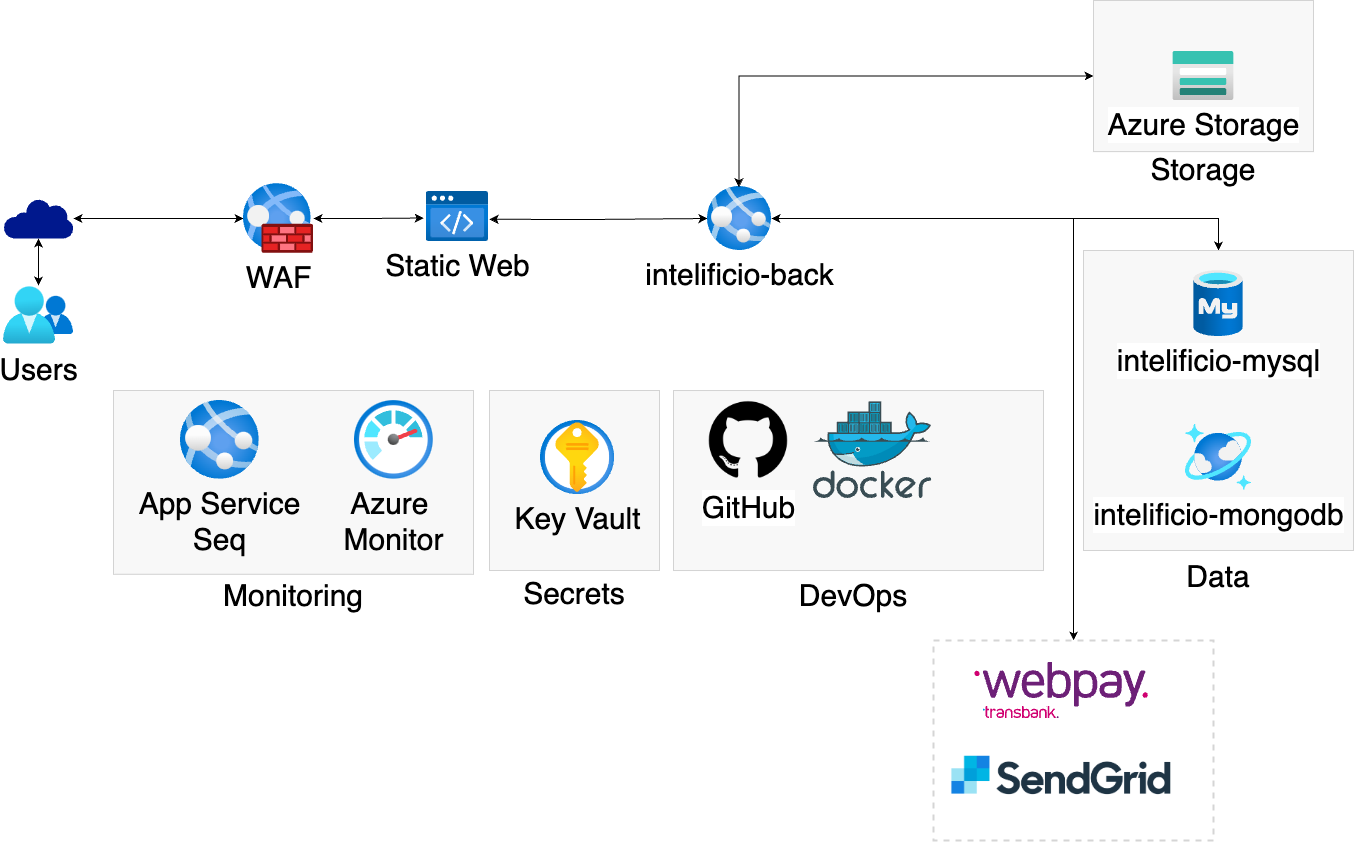 Azure Storage
Storage
WAF
Static Web
intelificio-back
Users
My
intelificio-mysql
App Service
Seq
Azure
Monitor
Monitoring
Key Vault
Secrets
GitHub
docker
DevOps
intelificio-mongodb
Data
webpay.
transbank.
SendGrid